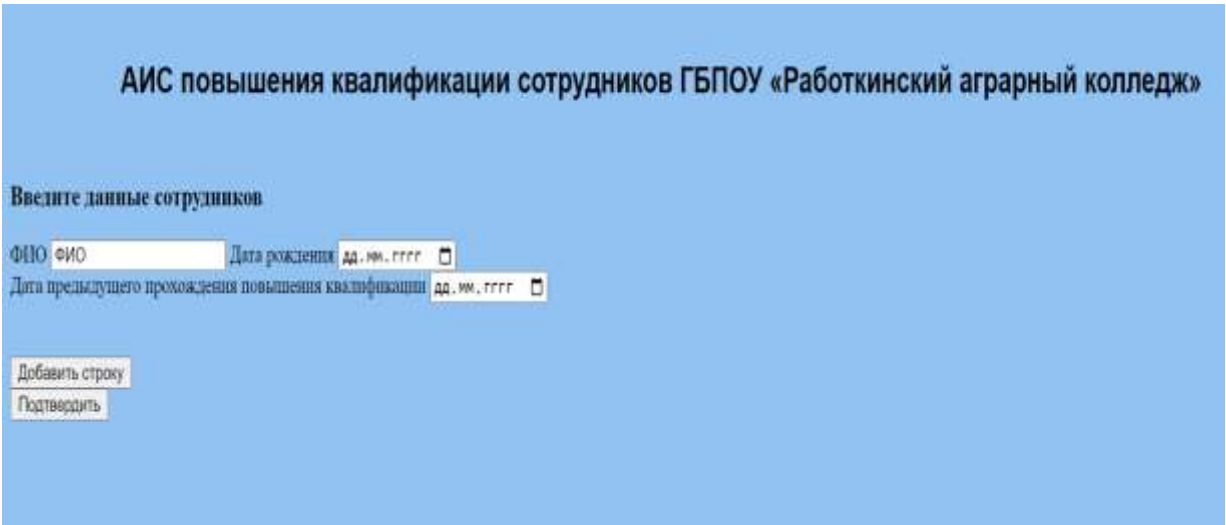 АИС повышения квалификации сотрудников ГБПОУ «Работкинский аграрный колледж»
Введите данные сотрудников
ФИО ФИО Дата рождения дд.мм.гггг
Дата предыдущего прохождения повышения квалификации дд.мм.гггг
Добавить строку
Подтвердить